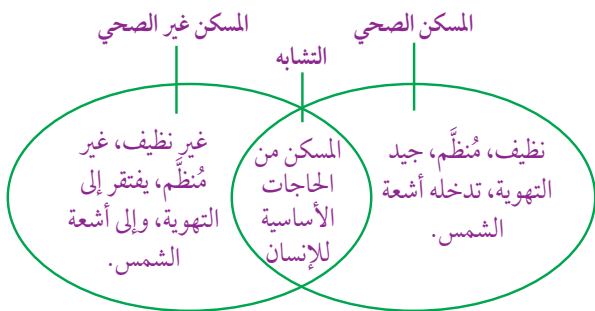 المسكن الصحي
المسكن غير الصحي
التشابه
نظيف، مُنظَّم، جيد
التهوية، تدخله أشعة
الشمس.
المسكن من
الحاجات
الأساسية
للإنسان
غير نظيف، غير
مُنظَّم، يفتقر إلى
التهوية، وإلى أشعة
الشمس.